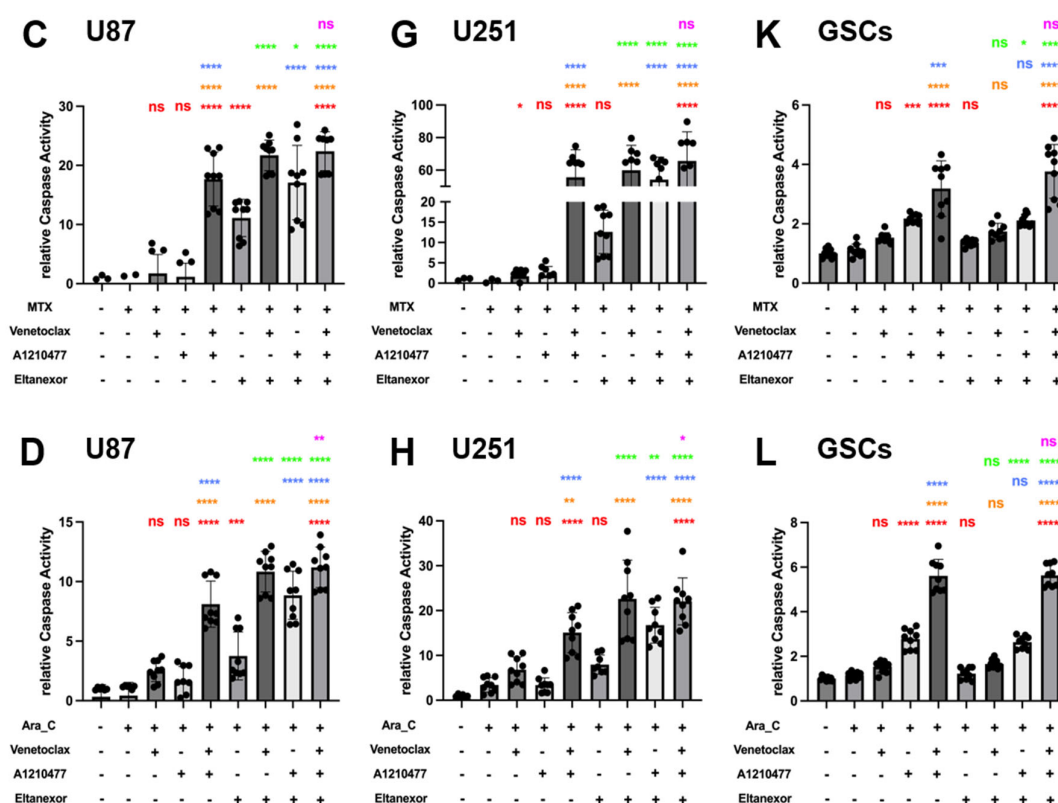 C U87
ns
**** * ****
**** **** ****
**** **** ****
ns ns **** **** ****
relative Caspase Activity
30
20
10
0
MTX - + + + + + + + +
Venetoclax - - + - + - + - +
A1210477 - - - + + - - + +
Eltanexor - - - - - + + + +
G U251
ns
**** **** ****
**** **** ****
**** **** ****
* ns **** ns ****
relative Caspase Activity
100
80
60
20
15
10
5
0
- + + + + + + + +
- - + - + - + - +
- - - + + - - + +
- - - - - + + + +
K GSCs
ns
ns * ****
*** ns ****
**** ns ****
ns *** **** ns ****
relative Caspase Activity
6
4
2
0
- + + + + + + + +
- - + - + - + - +
- - - + + - - + +
- - - - - + + + +
D U87
**
**** **** ****
**** **** ****
**** **** ****
ns ns **** *** ****
relative Caspase Activity
15
10
5
0
Ara_C - + + + + + + + +
Venetoclax - - + - + - + - +
A1210477 - - - + + - - + +
Eltanexor - - - - - + + + +
H U251
*
**** ** ****
**** **** ****
** **** ****
ns ns **** ns ****
relative Caspase Activity
40
30
20
10
0
- + + + + + + + +
- - + - + - + - +
- - - + + - - + +
- - - - - + + + +
L GSCs
ns
ns **** ****
**** ns ****
**** ns ****
ns **** **** ns ****
relative Caspase Activity
8
6
4
2
0
- + + + + + + + +
- - + - + - + - +
- - - + + - - + +
- - - - - + + + +